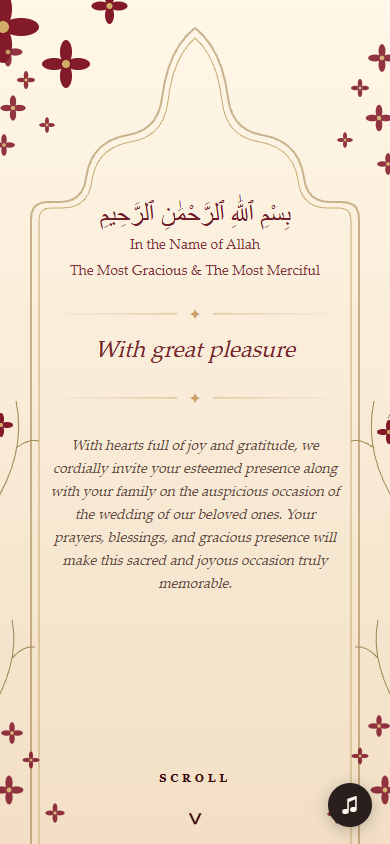 بِسْمِ ٱللَّهِ ٱلرَّحْمَٰنِ ٱلرَّحِيمِ
In the Name of Allah
The Most Gracious & The Most Merciful
With great pleasure
With hearts full of joy and gratitude, we
cordially invite your esteemed presence along
with your family on the auspicious occasion of
the wedding of our beloved ones. Your
prayers, blessings, and gracious presence will
make this sacred and joyous occasion truly
memorable.
SCROLL